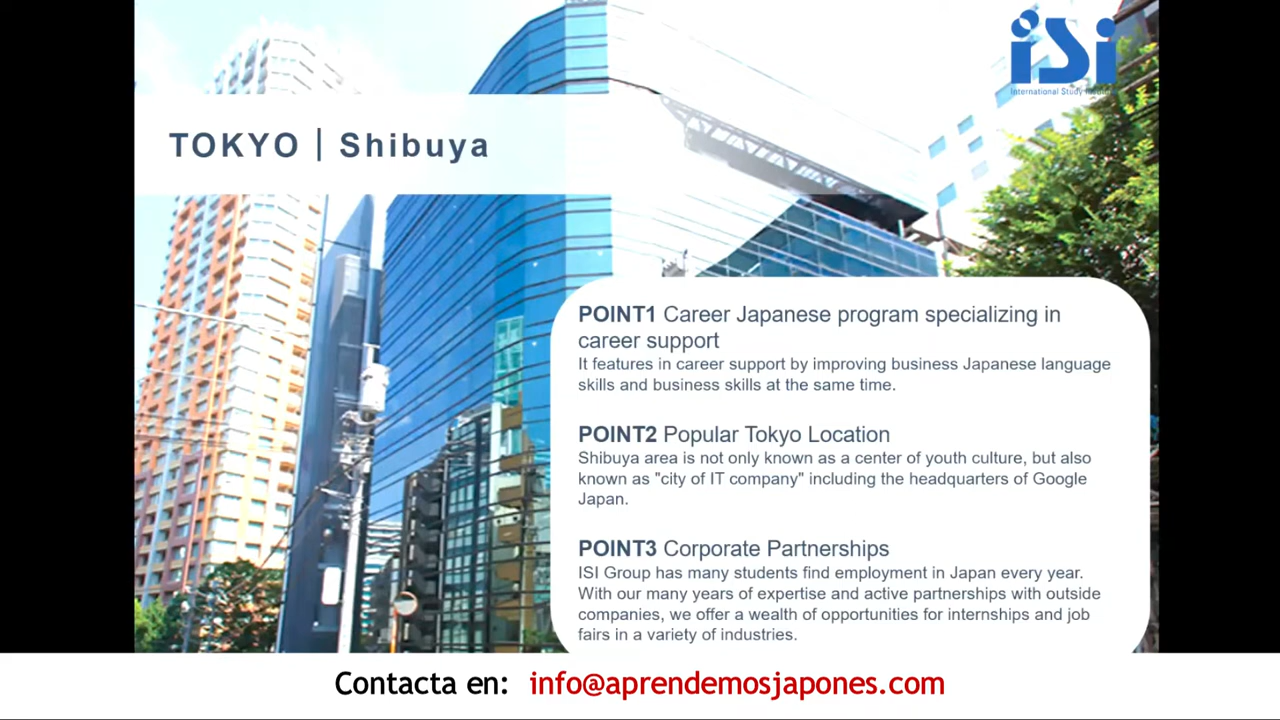 iSi
International Study
TOKYO | Shibuya
POINT1 Career Japanese program specializing in
career support
It features in career support by improving business Japanese language
skills and business skills at the same time.
POINT2 Popular Tokyo Location
Shibuya area is not only known as a center of youth culture, but also
known as "city of IT company" including the headquarters of Google
Japan.
POINT3 Corporate Partnerships
ISI Group has many students find employment in Japan every year.
With our many years of expertise and active partnerships with outside
companies, we offer a wealth of opportunities for internships and job
fairs in a variety of industries.
Contacta en: info@aprendemosjapones.com